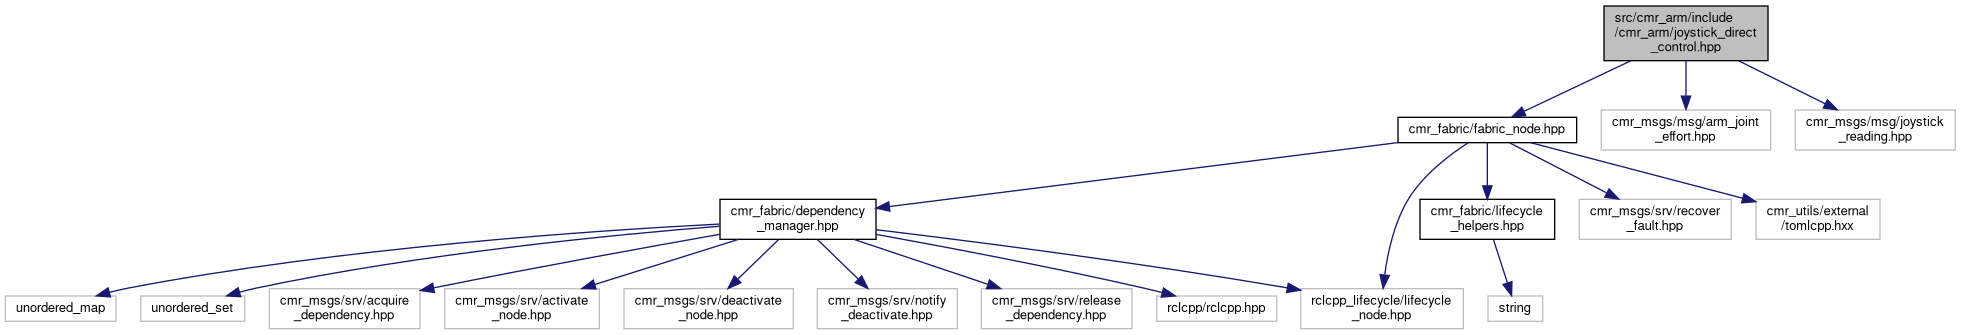 src/cmr_arm/include
/cmr_arm/joystick_direct
_control.hpp
cmr_fabric/fabric_node.hpp
cmr_msgs/msg/arm_joint
_effort.hpp
cmr_msgs/msg/joystick
_reading.hpp
cmr_fabric/dependency
_manager.hpp
cmr_fabric/lifecycle
_helpers.hpp
cmr_msgs/srv/recover
_fault.hpp
cmr_utils/external
/tomlcpp.hxx
unordered_map
unordered_set
cmr_msgs/srv/acquire
_dependency.hpp
cmr_msgs/srv/activate
_node.hpp
cmr_msgs/srv/deactivate
_node.hpp
cmr_msgs/srv/notify
_deactivate.hpp
cmr_msgs/srv/release
_dependency.hpp
rclcpp/rclcpp.hpp
rclcpp_lifecycle/lifecycle
_node.hpp
string